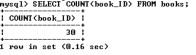 mysql> SELECT COUNT(book_ID) FROM books;
+----------------+
| COUNT(book_ID) |
+----------------+
| 30 |
+----------------+
1 row in set (0.16 sec)